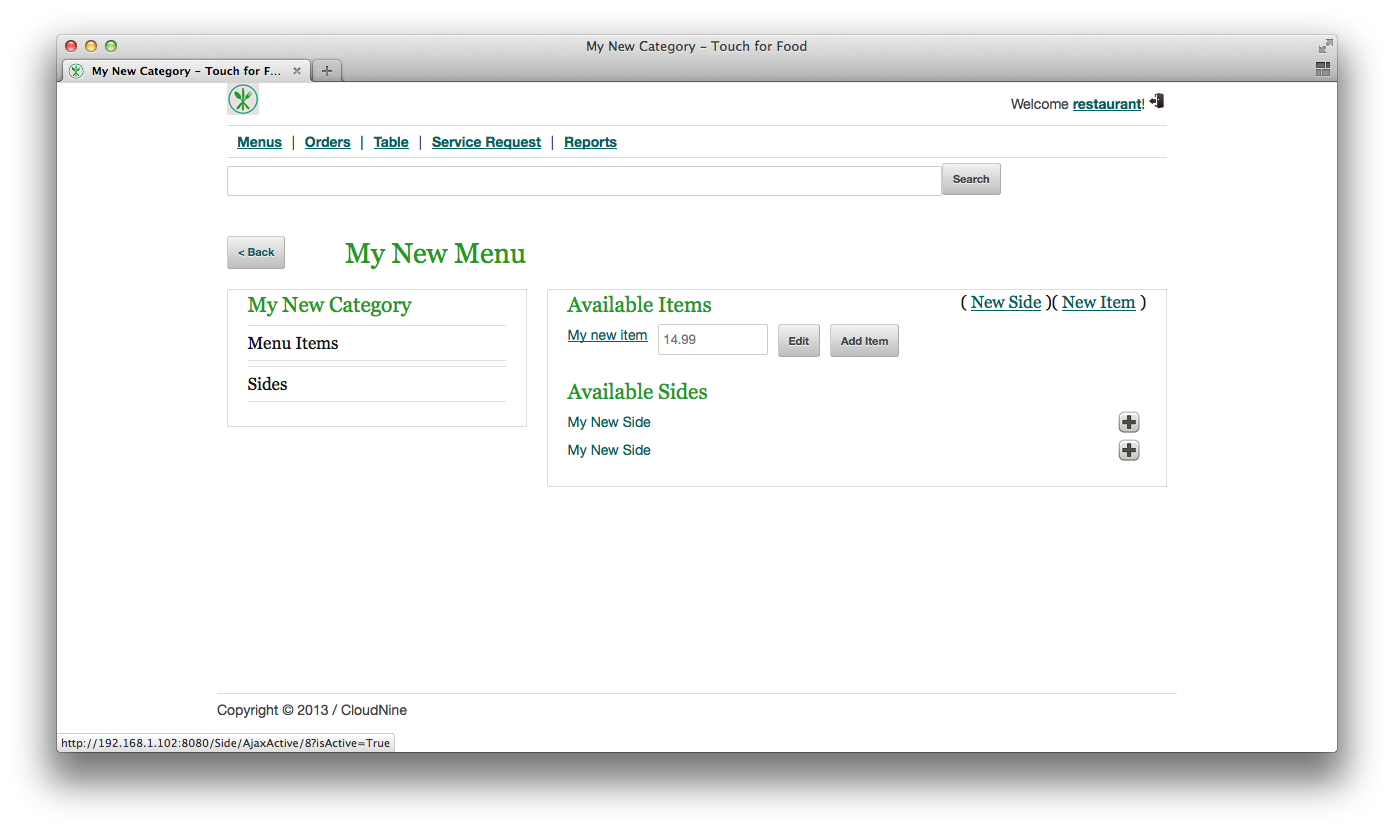 My New Category – Touch for Food
My New Category – Touch for F...
Welcome restaurant!
Menus | Orders | Table | Service Request | Reports
Search
< Back
My New Menu
My New Category
Menu Items
Sides
Available Items ( New Side )( New Item )
My new item 14.99 Edit Add Item
Available Sides
My New Side
My New Side
Copyright © 2013 / CloudNine
http://192.168.1.102:8080/Side/AjaxActive/8?isActive=True